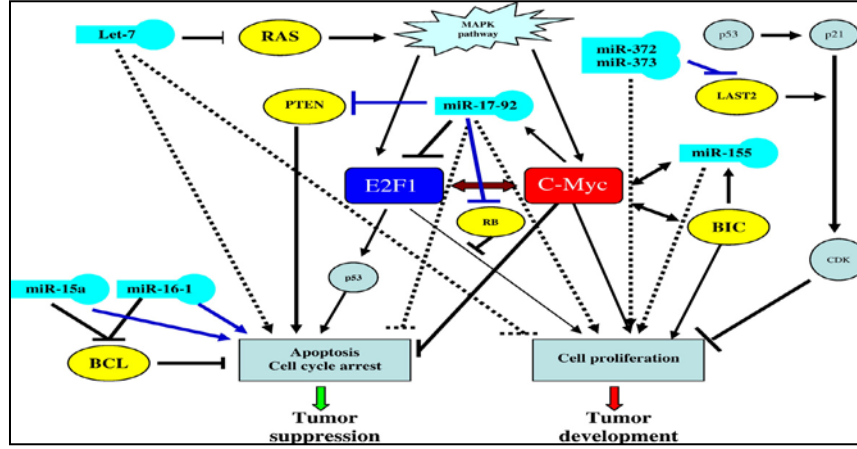 Let-7
RAS
MAPK
pathway
miR-372
miR-373
p53
p21
LAST2
PTEN
miR-17-92
miR-155
E2F1
C-Myc
RB
BIC
p53
CDK
miR-15a
miR-16-1
BCL
Apoptosis
Cell cycle arrest
Cell proliferation
Tumor
suppression
Tumor
development